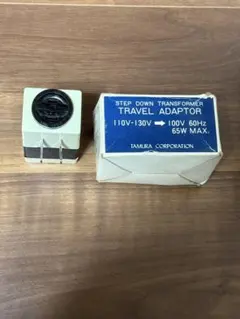 STEP DOWN TRANSFORMER
TRAVEL ADAPTOR
110V-130V → 100V 60Hz
65W MAX.
TAMURA CORPORATION